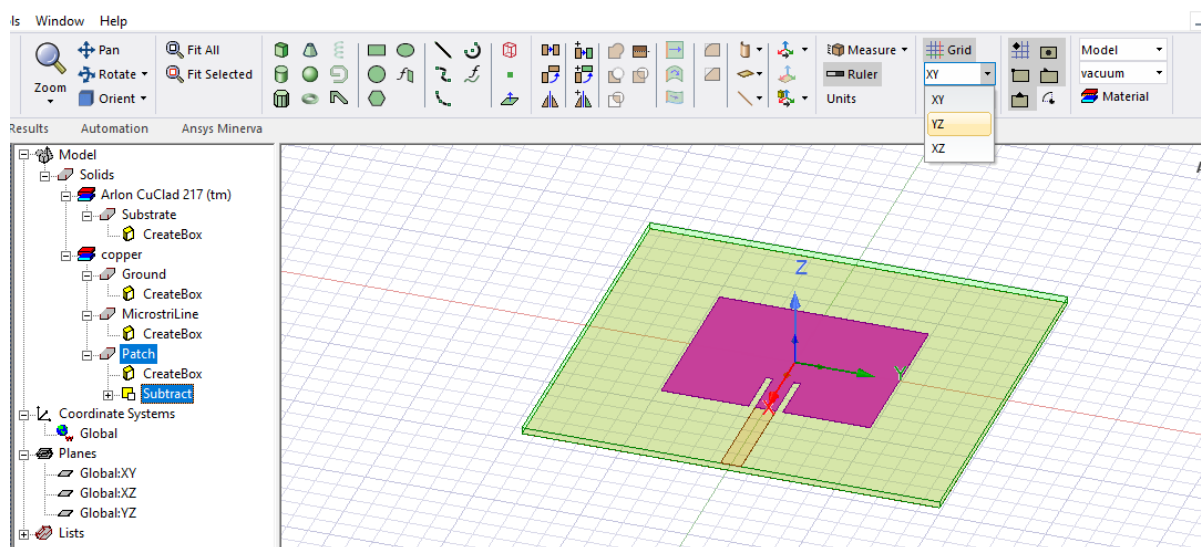 ls Window Help
Zoom
Pan
Rotate
Orient
Fit All
Fit Selected
Measure
Ruler
Units
Grid
XY
XY
YZ
XZ
Model
vacuum
Material
Results Automation Ansys Minerva
Model
Solids
Arlon CuClad 217 (tm)
Substrate
CreateBox
copper
Ground
CreateBox
MicrostriLine
CreateBox
Patch
CreateBox
Subtract
Coordinate Systems
Global
Planes
Global:XY
Global:XZ
Global:YZ
Lists
Z
Y
X